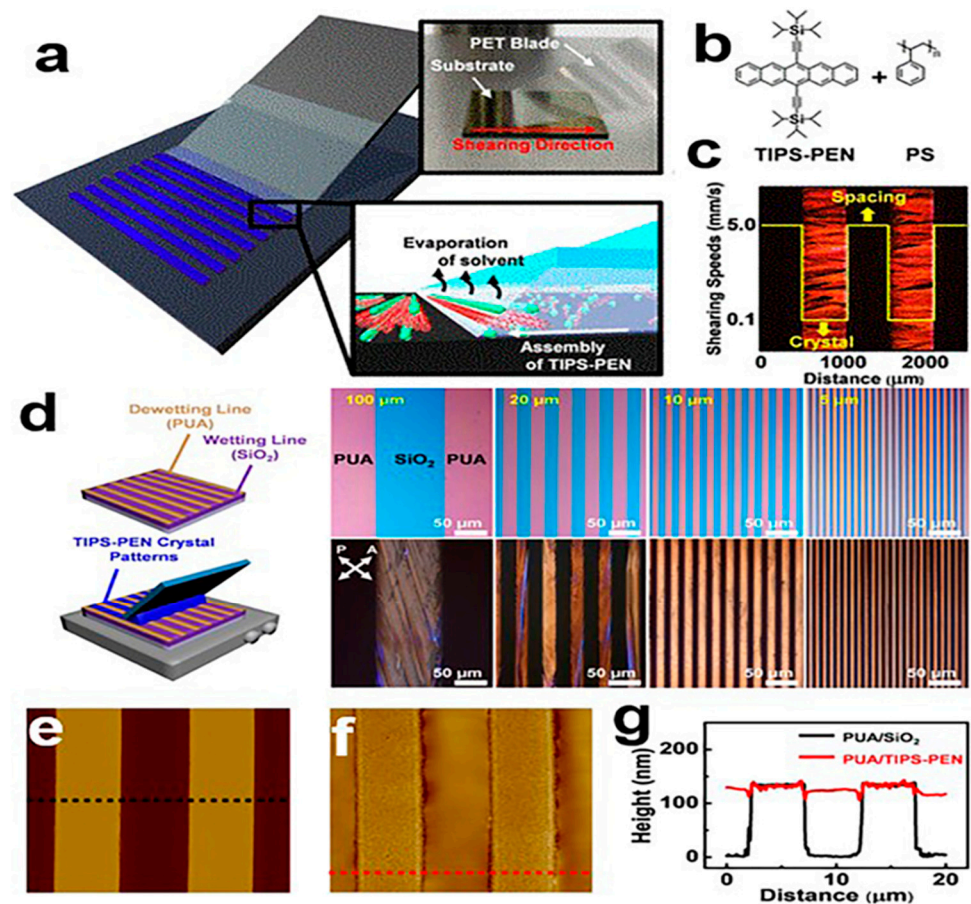 a
PET Blade
Substrate
Shearing Direction
Evaporation
of solvent
Assembly
of TIPS-PEN
b
Si
+
n
Si
TIPS-PEN
PS
c
Shearing Speeds (mm/s)
5.0
0.1
Spacing
Crystal
0
1000
2000
Distance (μm)
d
Dewetting Line
(PUA)
Wetting Line
(SiO₂)
TIPS-PEN Crystal
Patterns
100 μm
20 μm
10 μm
5 μm
PUA
SiO₂
PUA
50 μm
50 μm
50 μm
50 μm
P
A
50 μm
50 μm
50 μm
50 μm
e
f
g
PUA/SiO₂
PUA/TIPS-PEN
Height (nm)
200
100
0
0
10
20
Distance (μm)